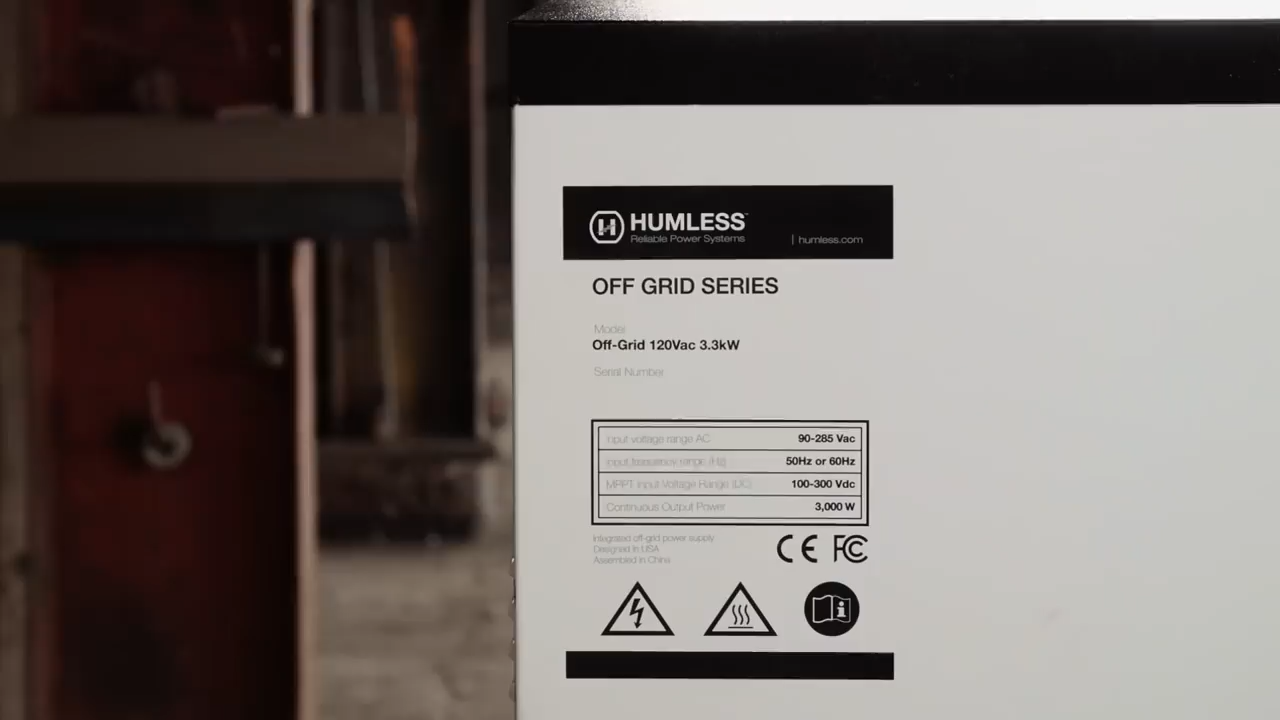 HUMLESS™
Reliable Power Systems
| humless.com
OFF GRID SERIES
Model
Off-Grid 120Vac 3.3kW
Serial Number
Input voltage range AC 90-285 Vac
Input frequency range (Hz) 50Hz or 60Hz
MPPT Input Voltage Range (DC) 100-300 Vdc
Continuous Output Power 3,000 W
Integrated off-grid power supply
Designed in USA
Assembled in China
CE FC